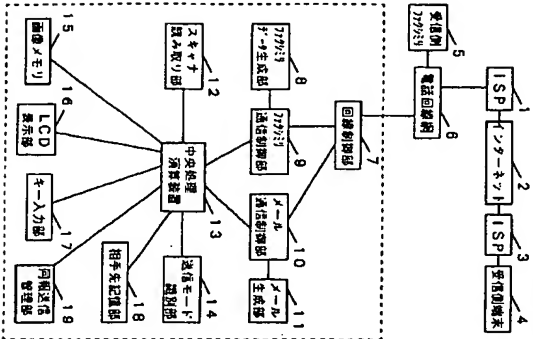 1
ISP
2
インターネット
3
ISP
4
受信側端末
5
受信側
ファクシミリ
6
電話回線網
7
回線制御部
8
ファクシミリ
データ生成部
9
ファクシミリ
通信制御部
10
メール
通信制御部
11
メール
生成部
12
スキャナ
読み取り部
13
中央処理
演算装置
14
送信モード
識別部
15
画像メモリ
16
LCD
表示部
17
キー入力部
18
相手先記憶部
19
同報送信
管理部